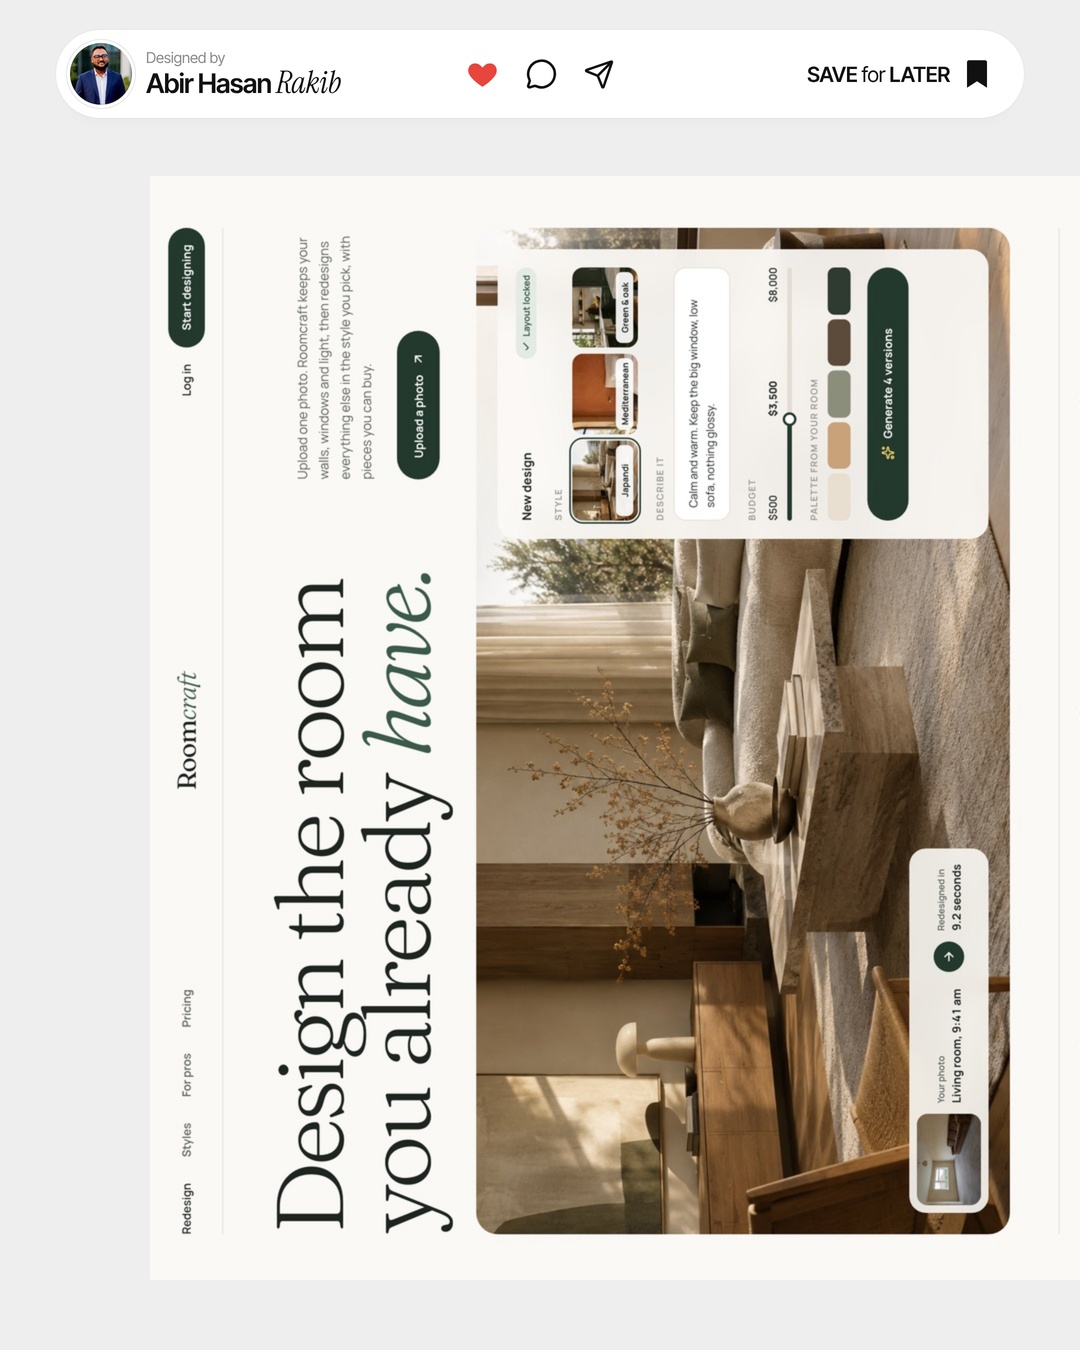 Designed by
Abir Hasan Rakib
SAVE for LATER
Redesign
Styles
For pros
Pricing
Roomcraft
Log in
Start designing
Design the room
you already have.
Upload one photo. Roomcraft keeps your
walls, windows and light, then redesigns
everything else in the style you pick, with
pieces you can buy.
Upload a photo
New design
Layout locked
STYLE
Japandi
Mediterranean
Green & oak
DESCRIBE IT
Calm and warm. Keep the big window, low
sofa, nothing glossy.
BUDGET
$500
$3,500
$8,000
PALETTE FROM YOUR ROOM
Generate 4 versions
Your photo
Living room, 9:41 am
Redesigned in
9.2 seconds